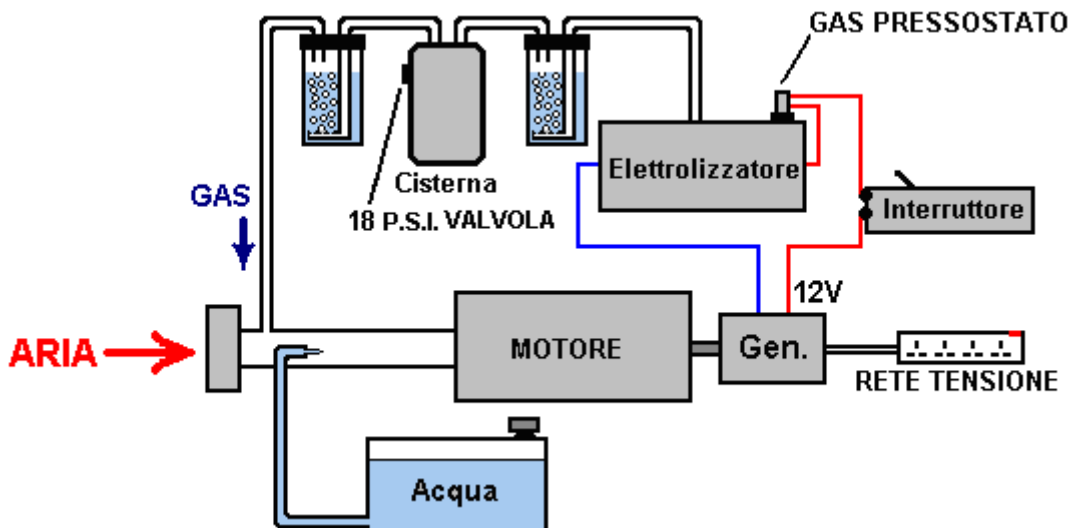 GAS PRESSOSTATO
Elettrolizzatore
Cisterna
GAS
18 P.S.I. VALVOLA
Interruttore
12V
ARIA
MOTORE
Gen.
RETE TENSIONE
Acqua